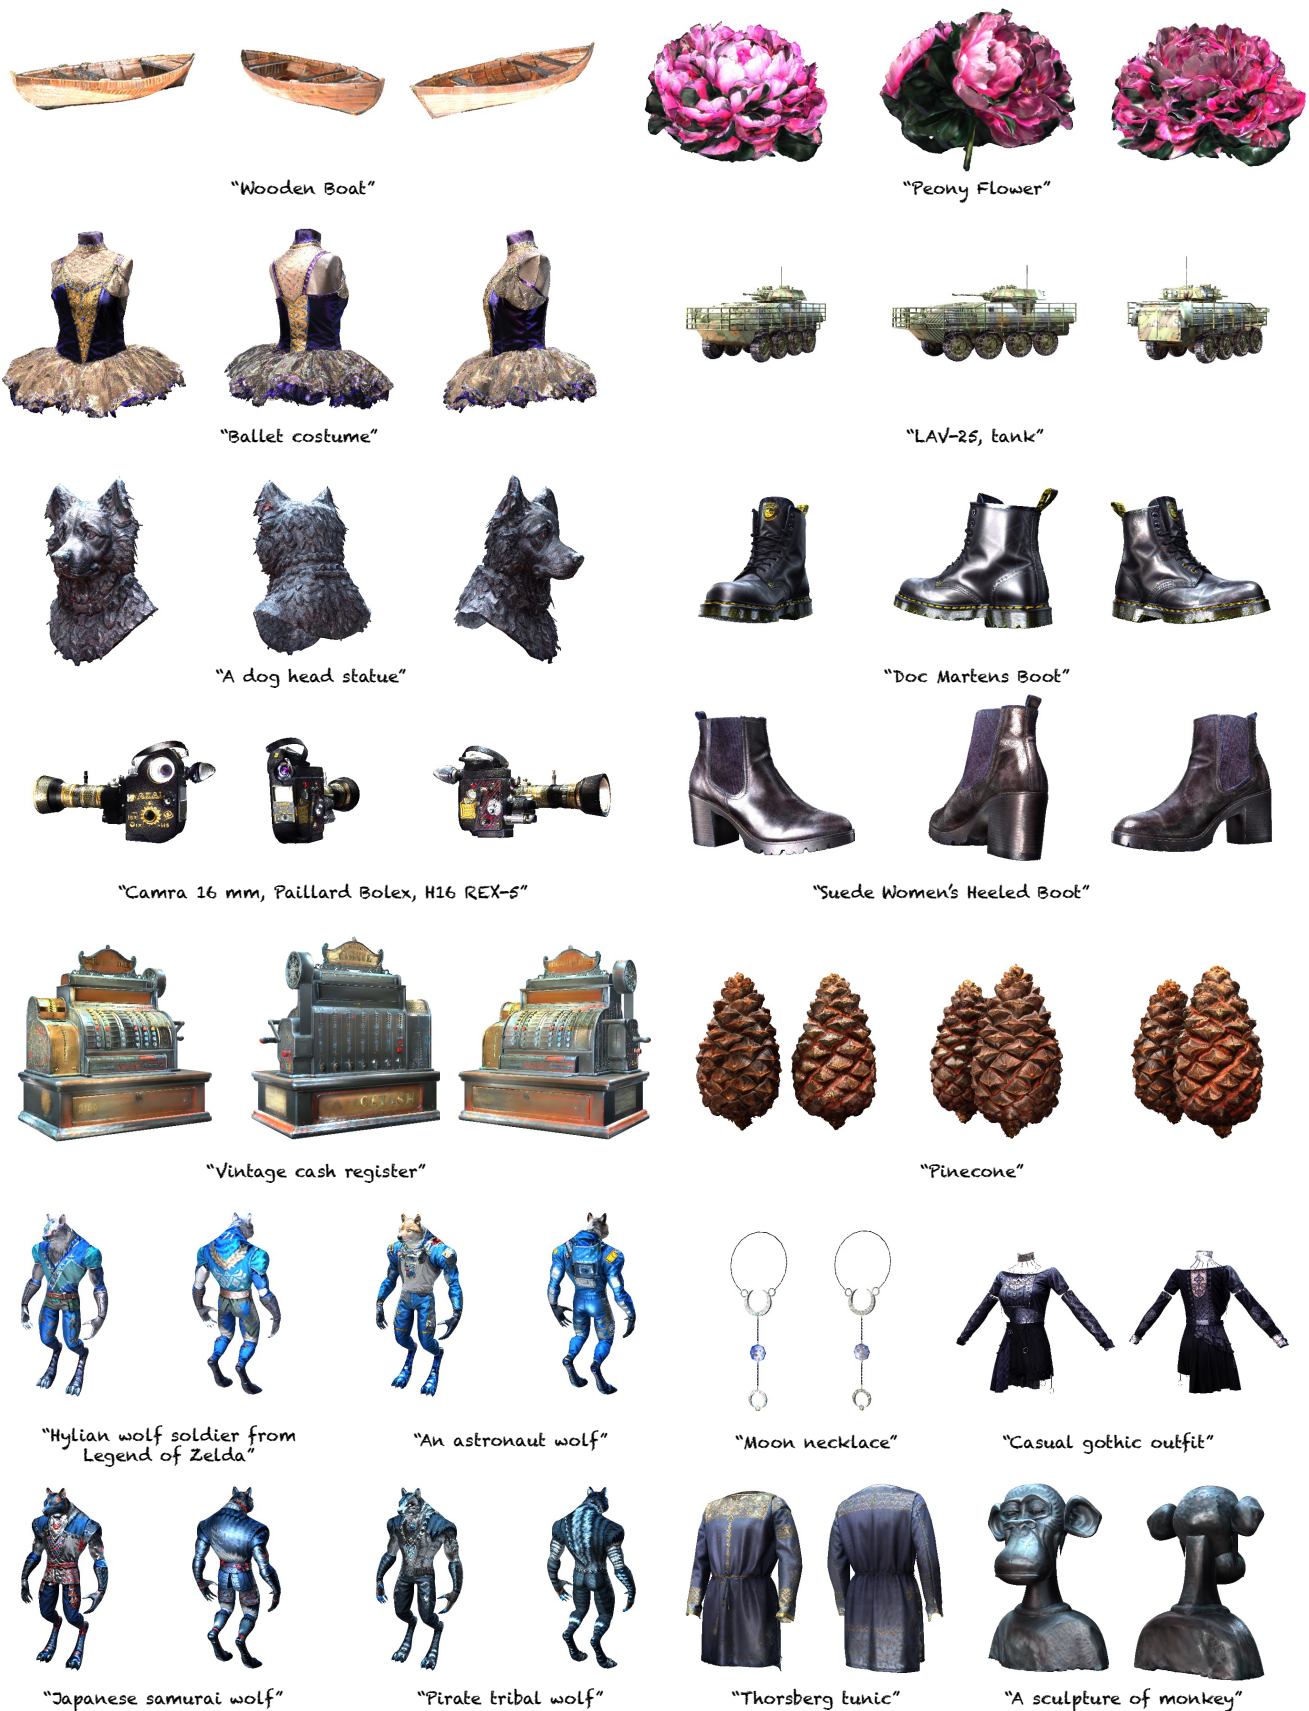 “Wooden Boat”
“Peony Flower”
“Ballet costume”
“LAV-25, tank”
“A dog head statue”
“Doc Martens Boot”
“Camra 16 mm, Paillard Bolex, H16 REX-5”
“Suede Women’s Heeled Boot”
“Vintage cash register”
“Pinecone”
“Hylian wolf soldier from
Legend of Zelda”
“An astronaut wolf”
“Moon necklace”
“Casual gothic outfit”
“Japanese samurai wolf”
“Pirate tribal wolf”
“Thorsberg tunic”
“A sculpture of monkey”